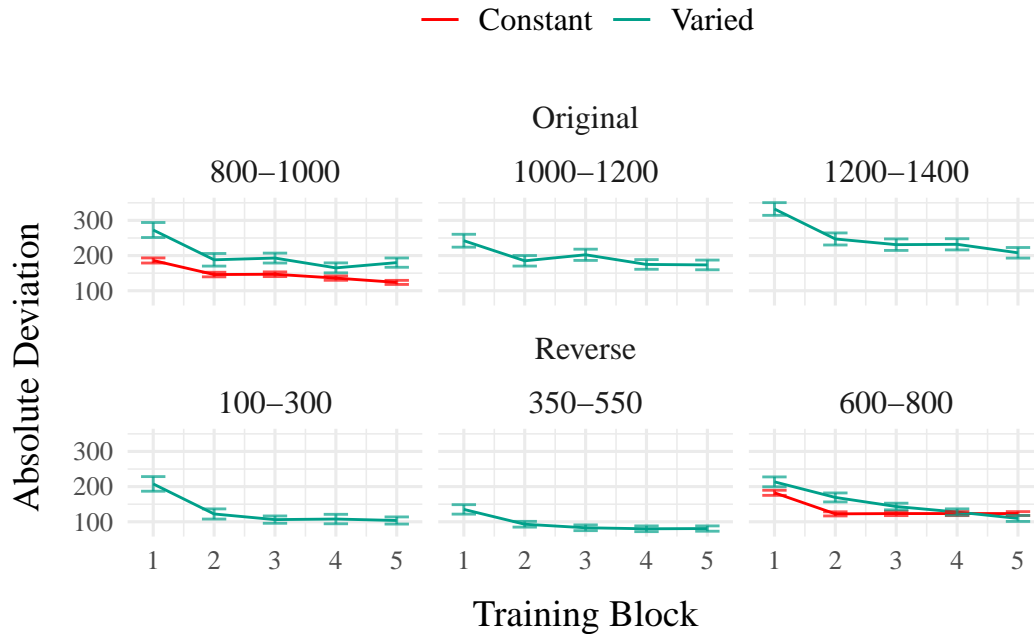 Constant Varied
Original
800–1000 1000–1200 1200–1400
300
200
100
Reverse
100–300 350–550 600–800
300
200
100
1 2 3 4 5 1 2 3 4 5 1 2 3 4 5
Absolute Deviation
Training Block